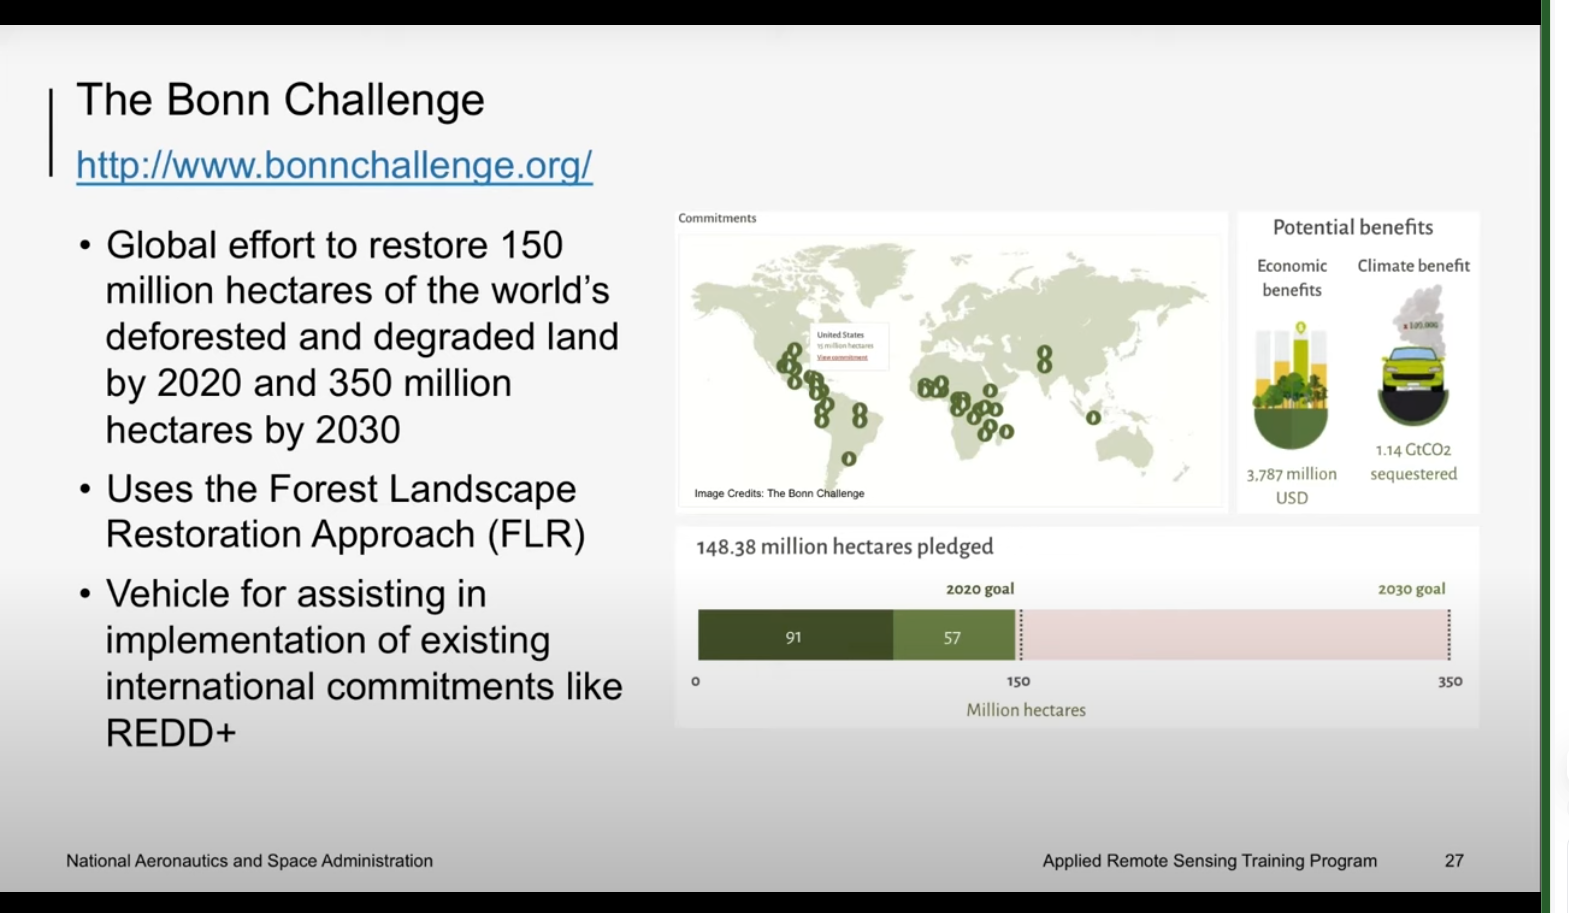 The Bonn Challenge
http://www.bonnchallenge.org/
• Global effort to restore 150
million hectares of the world's
deforested and degraded land
by 2020 and 350 million
hectares by 2030
• Uses the Forest Landscape
Restoration Approach (FLR)
• Vehicle for assisting in
implementation of existing
international commitments like
REDD+
Commitments
United States
15 million hectares
View commitment
Image Credits: The Bonn Challenge
Potential benefits
Economic
benefits
3,787 million
USD
Climate benefit
x 100,000
1.14 GtCO2
sequestered
148.38 million hectares pledged
2020 goal
2030 goal
91
57
0
150
350
Million hectares
National Aeronautics and Space Administration
Applied Remote Sensing Training Program
27